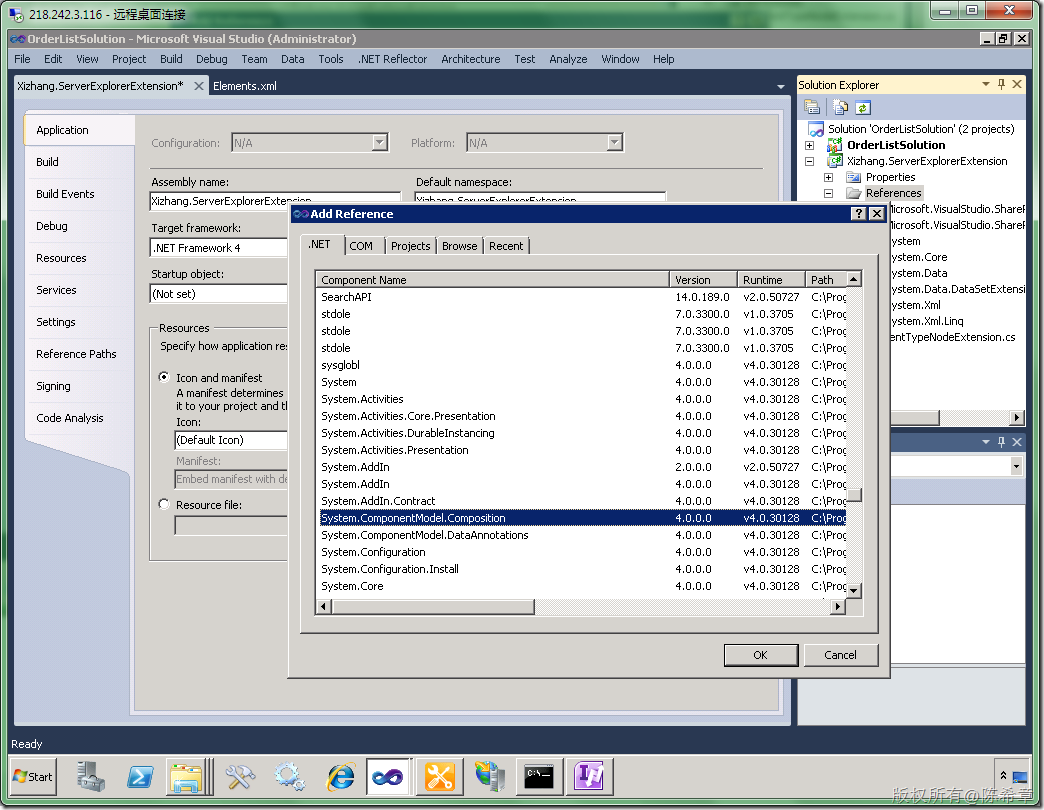 218.242.3.116 - 远程桌面连接
OrderListSolution - Microsoft Visual Studio (Administrator)
File Edit View Project Build Debug Team Data Tools .NET Reflector Architecture Test Analyze Window Help
Xizhang.ServerExplorerExtension* Elements.xml
Application
Build
Build Events
Debug
Resources
Services
Settings
Reference Paths
Signing
Code Analysis
Configuration: N/A Platform: N/A
Assembly name: Default namespace:
Xizhang.ServerExplorerExtension Xizhang.ServerExplorerExtension
Target framework:
.NET Framework 4
Startup object:
(Not set)
Resources
Specify how application res
Icon and manifest
A manifest determines
it to your project and th
Icon:
(Default Icon)
Manifest:
Embed manifest with de
Resource file:
Add Reference
.NET COM Projects Browse Recent
Component Name Version Runtime Path
SearchAPI 14.0.189.0 v2.0.50727 C:\Prog
stdole 7.0.3300.0 v1.0.3705 C:\Prog
stdole 7.0.3300.0 v1.0.3705 C:\Prog
stdole 7.0.3300.0 v1.0.3705 C:\Prog
sysglobl 4.0.0.0 v4.0.30128 C:\Prog
System 4.0.0.0 v4.0.30128 C:\Prog
System.Activities 4.0.0.0 v4.0.30128 C:\Prog
System.Activities.Core.Presentation 4.0.0.0 v4.0.30128 C:\Prog
System.Activities.DurableInstancing 4.0.0.0 v4.0.30128 C:\Prog
System.Activities.Presentation 4.0.0.0 v4.0.30128 C:\Prog
System.AddIn 2.0.0.0 v2.0.50727 C:\Prog
System.AddIn 4.0.0.0 v4.0.30128 C:\Prog
System.AddIn.Contract 4.0.0.0 v4.0.30128 C:\Prog
System.ComponentModel.Composition 4.0.0.0 v4.0.30128 C:\Prog
System.ComponentModel.DataAnnotations 4.0.0.0 v4.0.30128 C:\Prog
System.Configuration 4.0.0.0 v4.0.30128 C:\Prog
System.Configuration.Install 4.0.0.0 v4.0.30128 C:\Prog
System.Core 4.0.0.0 v4.0.30128 C:\Prog
OK Cancel
Solution Explorer
Solution 'OrderListSolution' (2 projects)
OrderListSolution
Xizhang.ServerExplorerExtension
Properties
References
icrosoft.VisualStudio.ShareP
icrosoft.VisualStudio.ShareP
ystem
ystem.Core
ystem.Data
ystem.Data.DataSetExtensi
ystem.Xml
ystem.Xml.Linq
entTypeNodeExtension.cs
Ready
Start
版权所有@陈希章